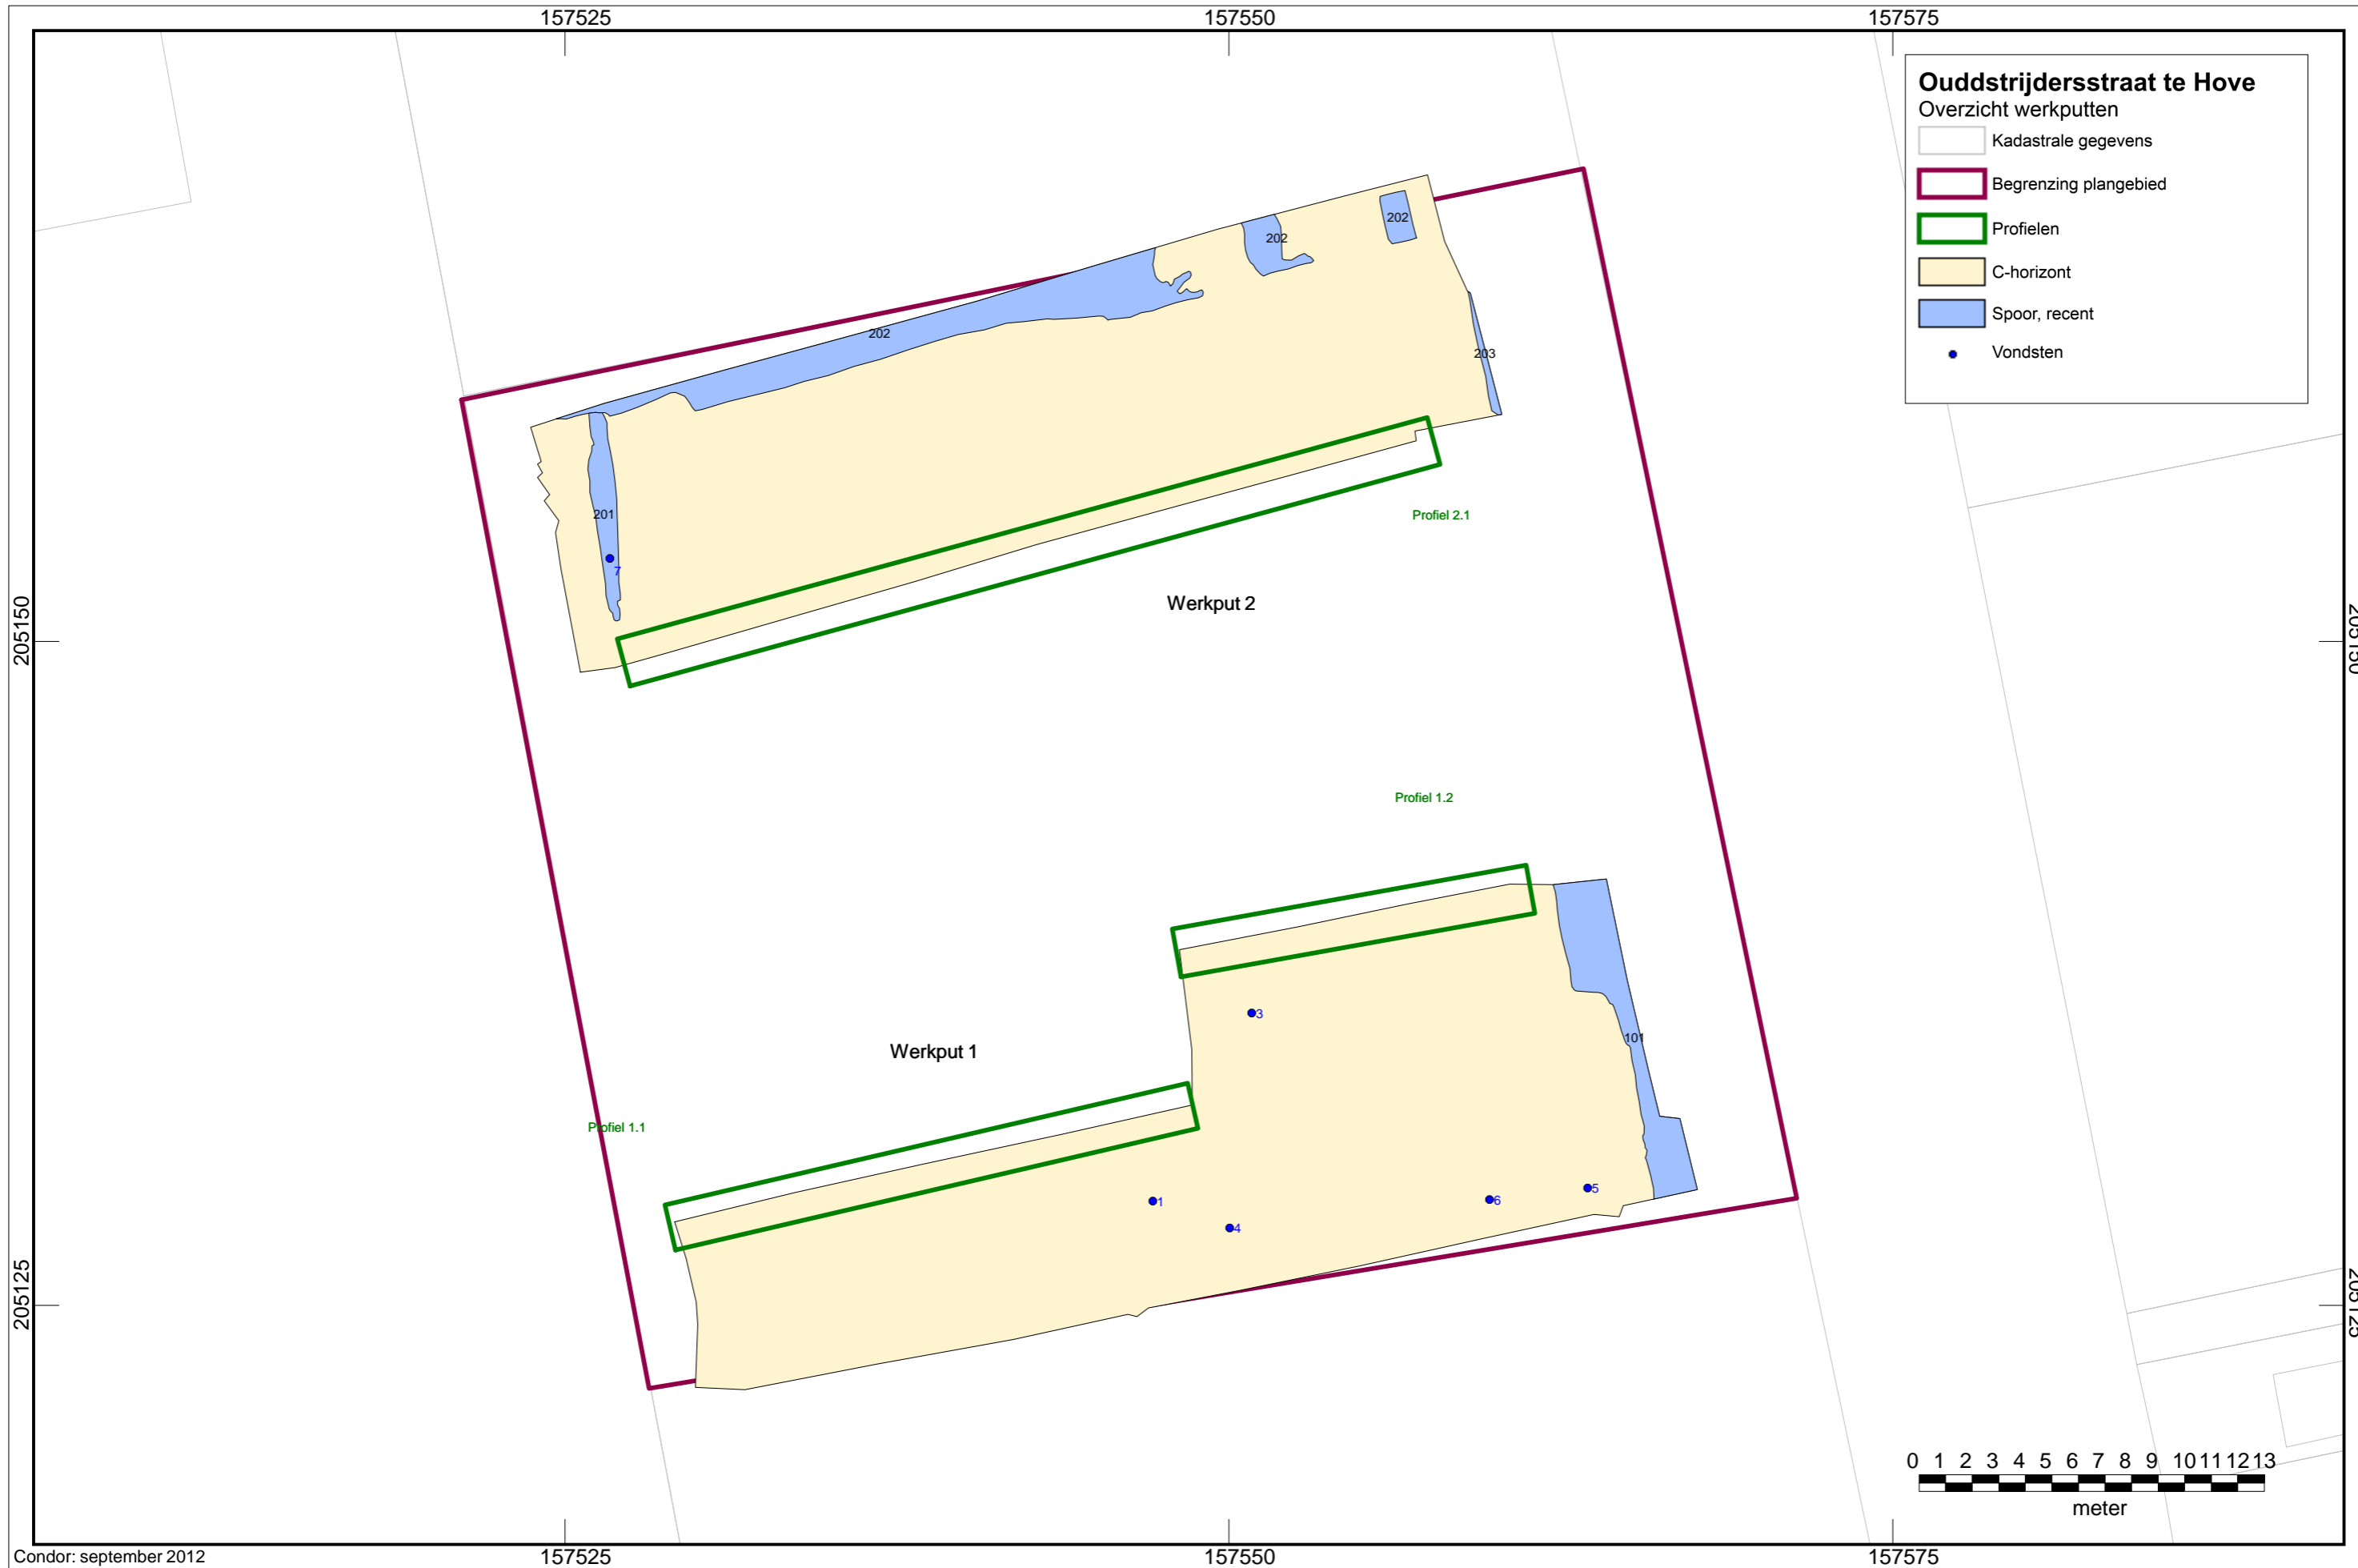 157525
157550
157575
Ouddstrijdersstraat te Hove
Overzicht werkputten
Kadastrale gegevens
Begrenzing plangebied
Profielen
C-horizont
Spoor, recent
Vondsten
202
202
202
203
201
7
Profiel 2.1
Werkput 2
205150
205150
Profiel 1.2
3
101
Werkput 1
Profiel 1.1
1
4
6
5
205125
205125
0 1 2 3 4 5 6 7 8 9 10 11 12 13
meter
Condor: september 2012
157525
157550
157575